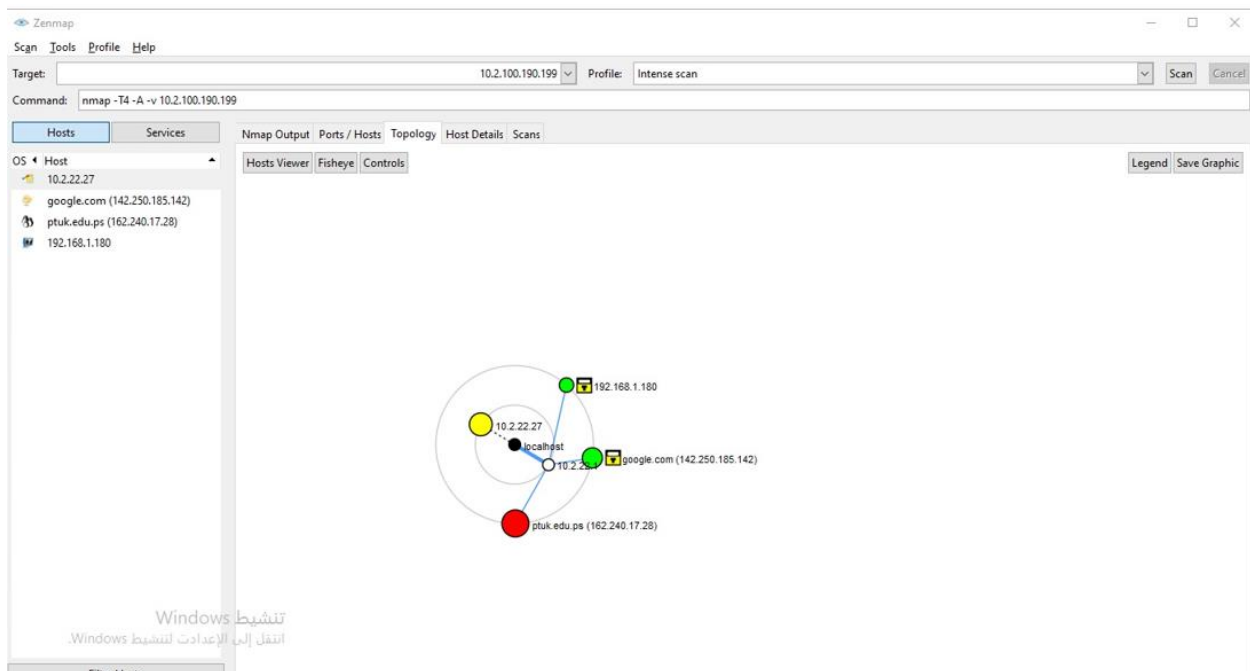 Zenmap
Scan Tools Profile Help
Target: 10.2.100.190.199 Profile: Intense scan Scan Cancel
Command: nmap -T4 -A -v 10.2.100.190.199
Hosts Services Nmap Output Ports / Hosts Topology Host Details Scans
OS Host Hosts Viewer Fisheye Controls Legend Save Graphic
10.2.22.27
google.com (142.250.185.142)
ptuk.edu.ps (162.240.17.28)
192.168.1.180
192.168.1.180
10.2.22.27
localhost
google.com (142.250.185.142)
ptuk.edu.ps (162.240.17.28)
تنشيط Windows
انتقل إلى الإعدادات لتنشيط Windows.